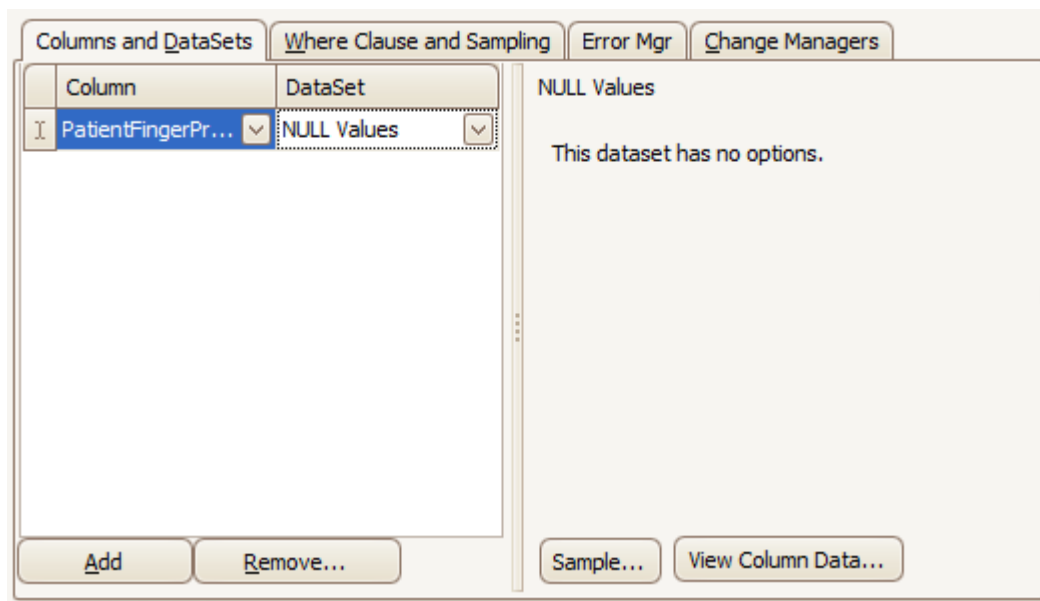 Columns and DataSets Where Clause and Sampling Error Mgr Change Managers
Column DataSet
PatientFingerPr... NULL Values
NULL Values
This dataset has no options.
Add Remove...
Sample... View Column Data...